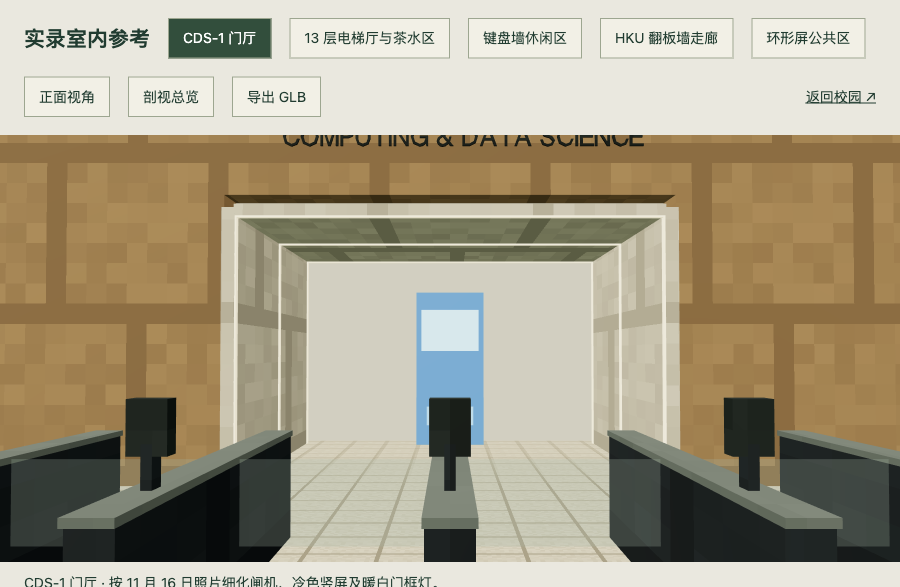 实录室内参考 CDS-1 门厅 13 层电梯厅与茶水区 键盘墙休闲区 HKU 翻板墙走廊 环形屏公共区
正面视角 剖视总览 导出 GLB 返回校园 ↗
COMPUTING & DATA SCIENCE
CDS-1 门厅 · 按 11 月 16 日照片细化闸机、冷色竖屏及暖白门框灯。